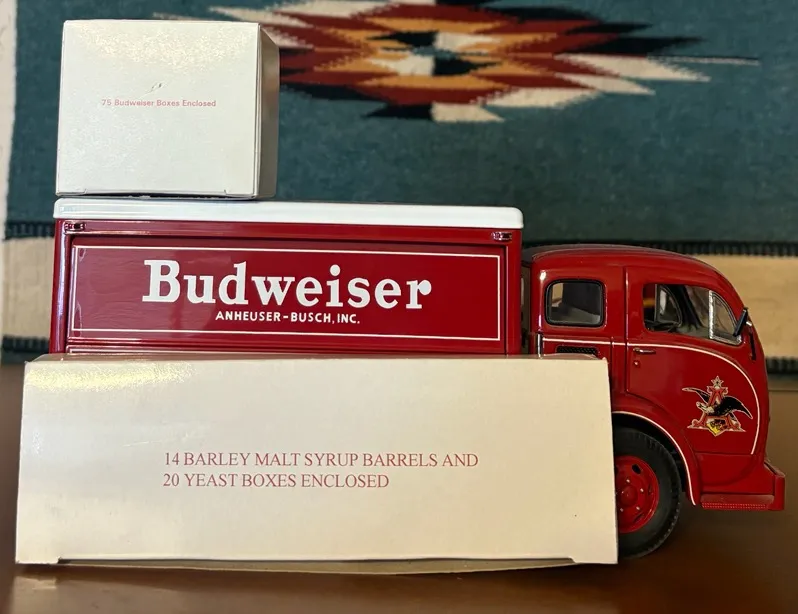 75 Budweiser Boxes Enclosed
Budweiser
ANHEUSER-BUSCH, INC.
14 BARLEY MALT SYRUP BARRELS AND
20 YEAST BOXES ENCLOSED